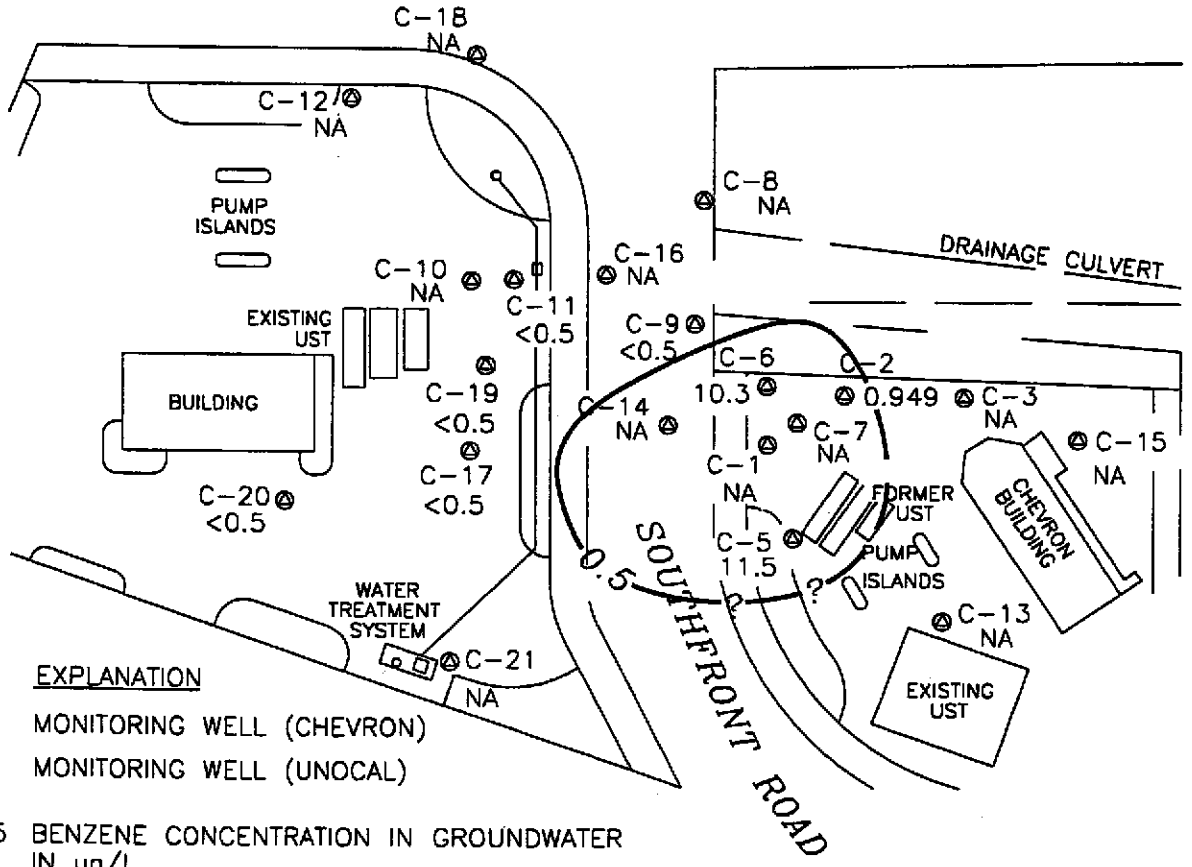 C-18
NA
C-12
NA
C-8
NA
PUMP
ISLANDS
DRAINAGE CULVERT
C-10
NA
C-16
NA
C-11
<0.5
EXISTING
UST
C-9
<0.5
C-6
10.3
C-2
0.949
C-3
NA
BUILDING
C-19
<0.5
C-14
NA
C-7
NA
C-15
NA
C-17
<0.5
C-1
NA
C-20
<0.5
FORMER
UST
CHEVRON
BUILDING
C-5
11.5
PUMP
ISLANDS
0.5
?
?
SOUTHFRONT ROAD
WATER
TREATMENT
SYSTEM
C-21
NA
C-13
NA
EXISTING
UST
EXPLANATION
MONITORING WELL (CHEVRON)
MONITORING WELL (UNOCAL)
5 BENZENE CONCENTRATION IN GROUNDWATER
IN ug/L